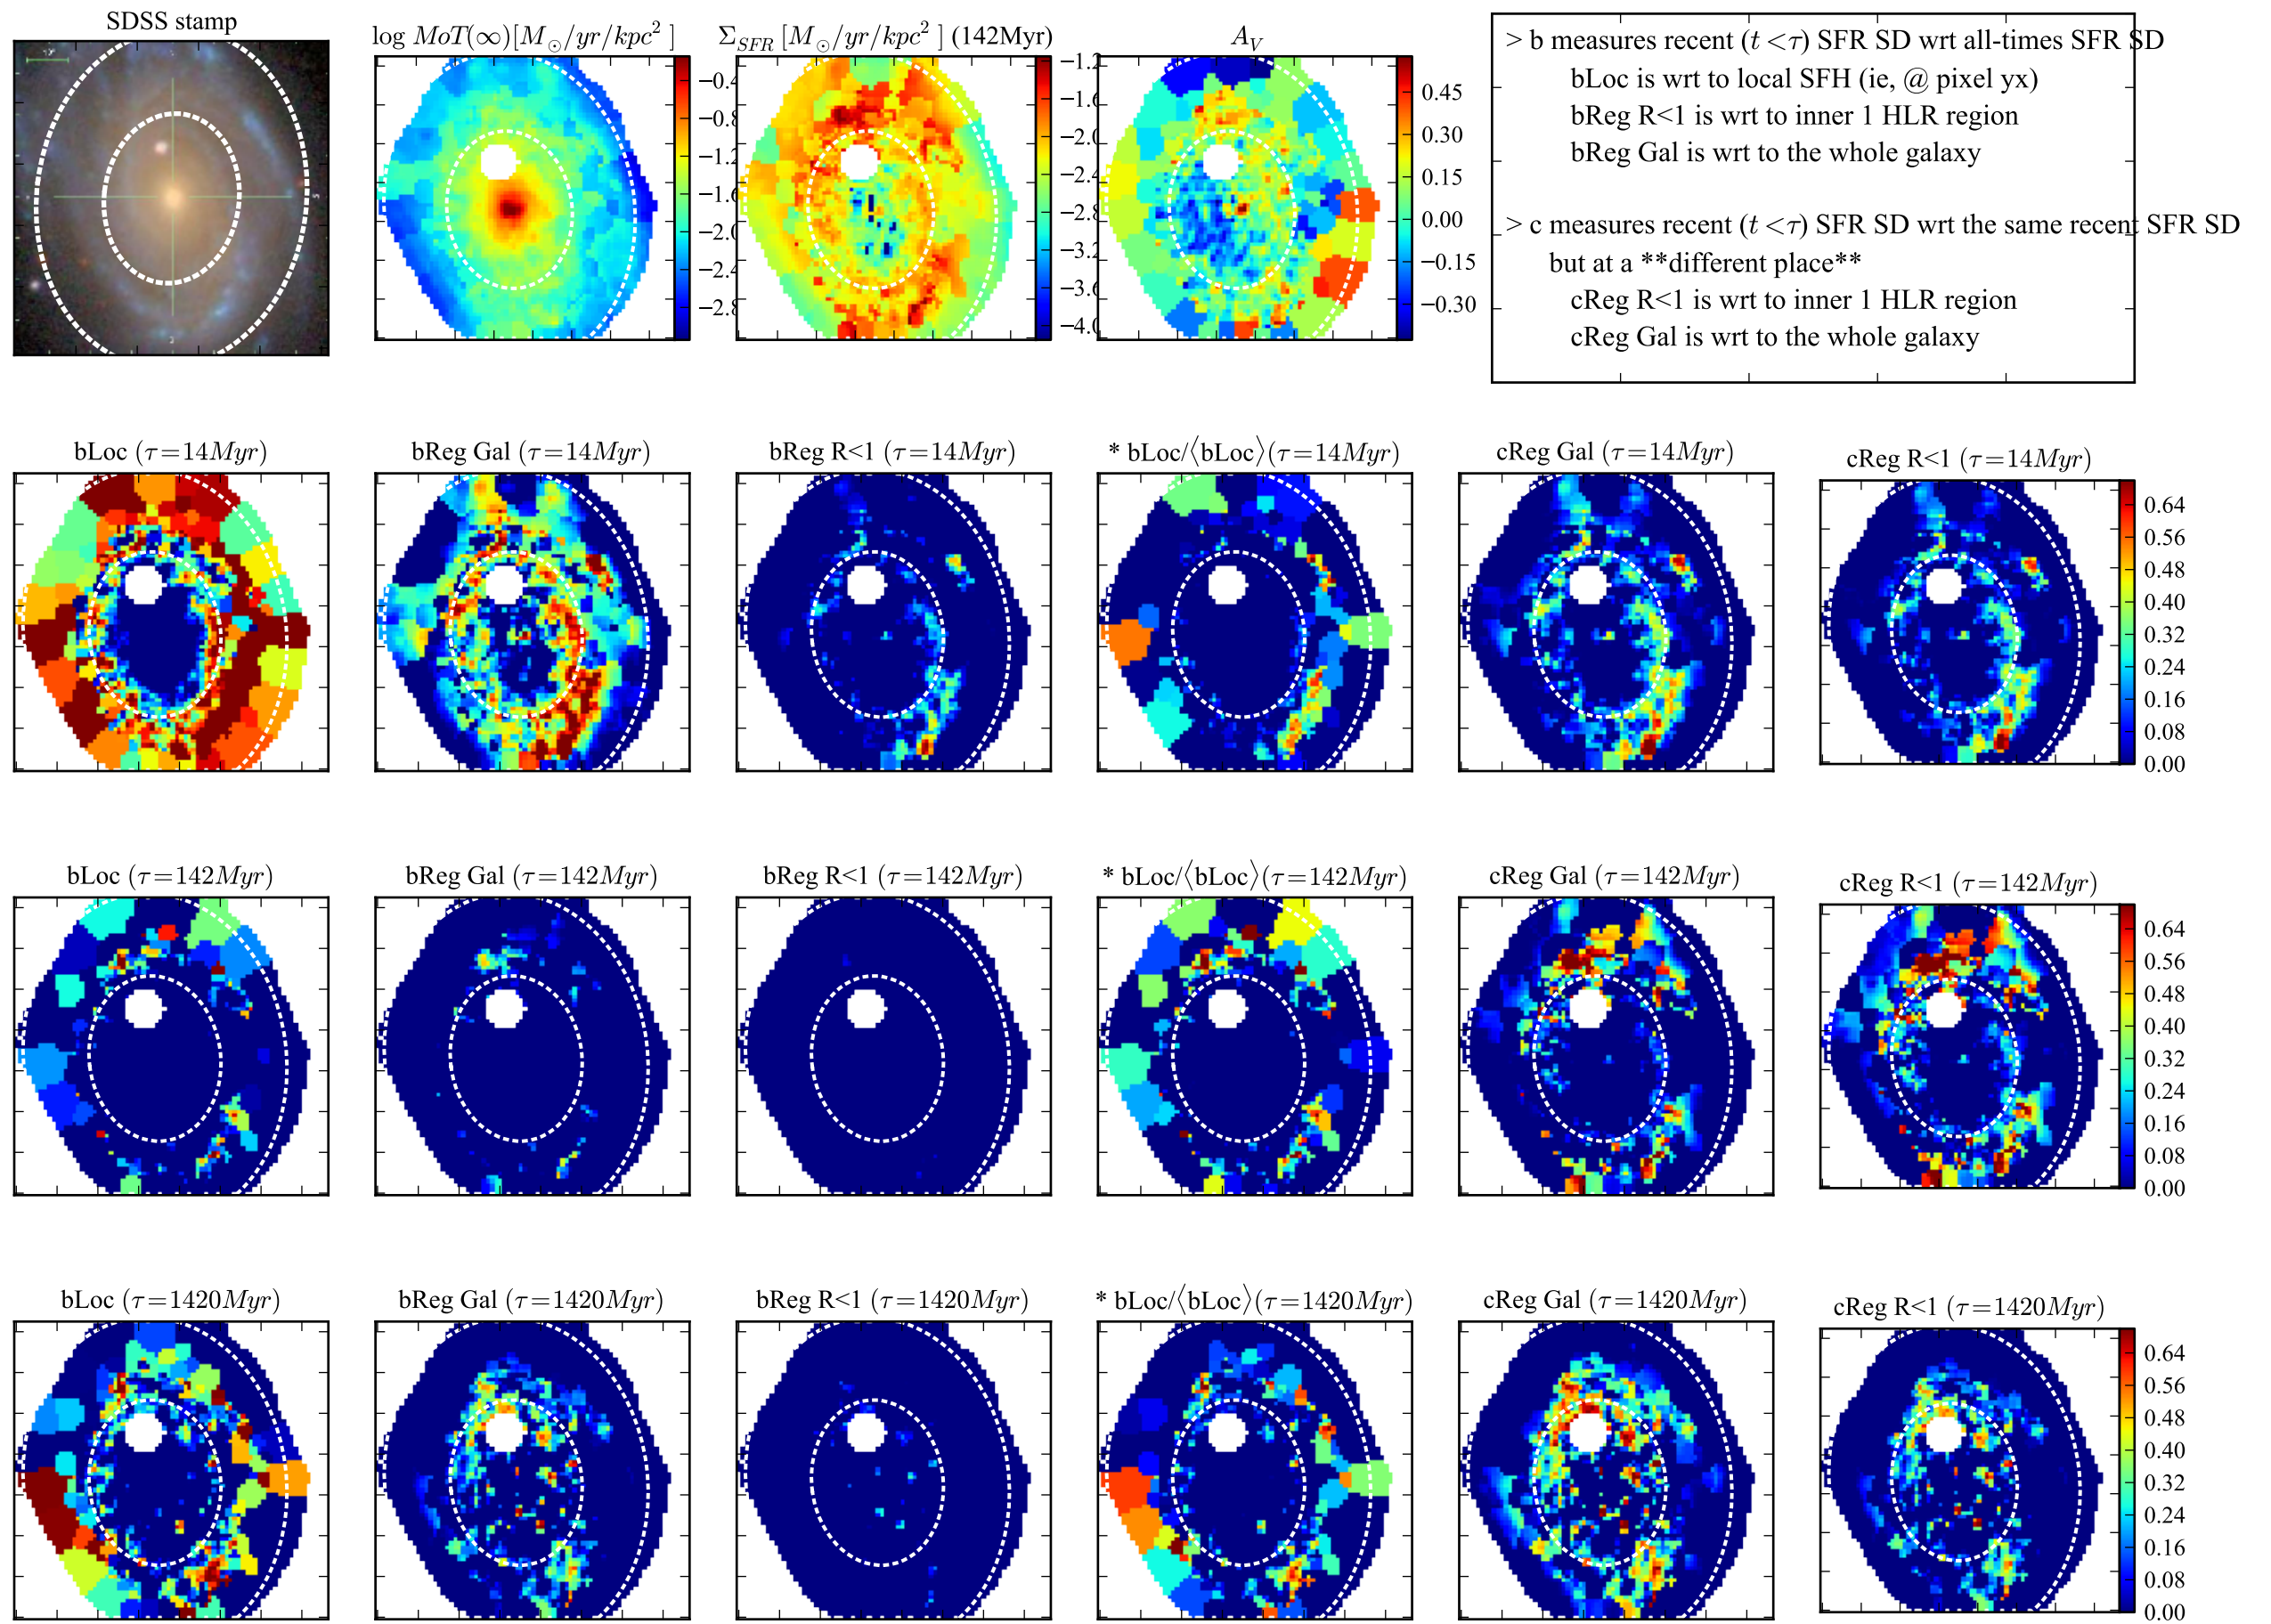 SDSS stamp
log MoT(∞)[M⊙/yr/kpc² ]
Σ_SFR [M⊙/yr/kpc² ] (142Myr)
A_V
−0.4
−0.8
−1.2
−1.6
−2.0
−2.4
−2.8
−1.2
−1.6
−2.0
−2.4
−2.8
−3.2
−3.6
−4.0
0.45
0.30
0.15
0.00
−0.15
−0.30
> b measures recent (t <τ) SFR SD wrt all-times SFR SD
bLoc is wrt to local SFH (ie, @ pixel yx)
bReg R<1 is wrt to inner 1 HLR region
bReg Gal is wrt to the whole galaxy
> c measures recent (t <τ) SFR SD wrt the same recent SFR SD
but at a **different place**
cReg R<1 is wrt to inner 1 HLR region
cReg Gal is wrt to the whole galaxy
bLoc (τ=14Myr)
bReg Gal (τ=14Myr)
bReg R<1 (τ=14Myr)
* bLoc/⟨bLoc⟩(τ=14Myr)
cReg Gal (τ=14Myr)
cReg R<1 (τ=14Myr)
0.64
0.56
0.48
0.40
0.32
0.24
0.16
0.08
0.00
bLoc (τ=142Myr)
bReg Gal (τ=142Myr)
bReg R<1 (τ=142Myr)
* bLoc/⟨bLoc⟩(τ=142Myr)
cReg Gal (τ=142Myr)
cReg R<1 (τ=142Myr)
0.64
0.56
0.48
0.40
0.32
0.24
0.16
0.08
0.00
bLoc (τ=1420Myr)
bReg Gal (τ=1420Myr)
bReg R<1 (τ=1420Myr)
* bLoc/⟨bLoc⟩(τ=1420Myr)
cReg Gal (τ=1420Myr)
cReg R<1 (τ=1420Myr)
0.64
0.56
0.48
0.40
0.32
0.24
0.16
0.08
0.00